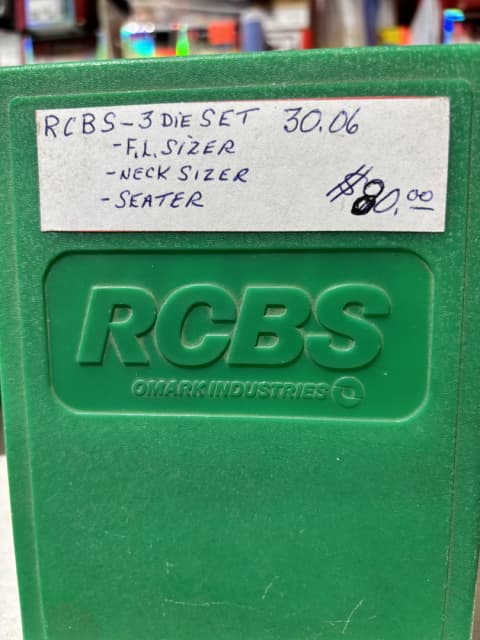 RCBS-3 DIE SET 30.06
-F.L. SIZER
-NECK SIZER
-SEATER
$80.00
RCBS
OMARK INDUSTRIES